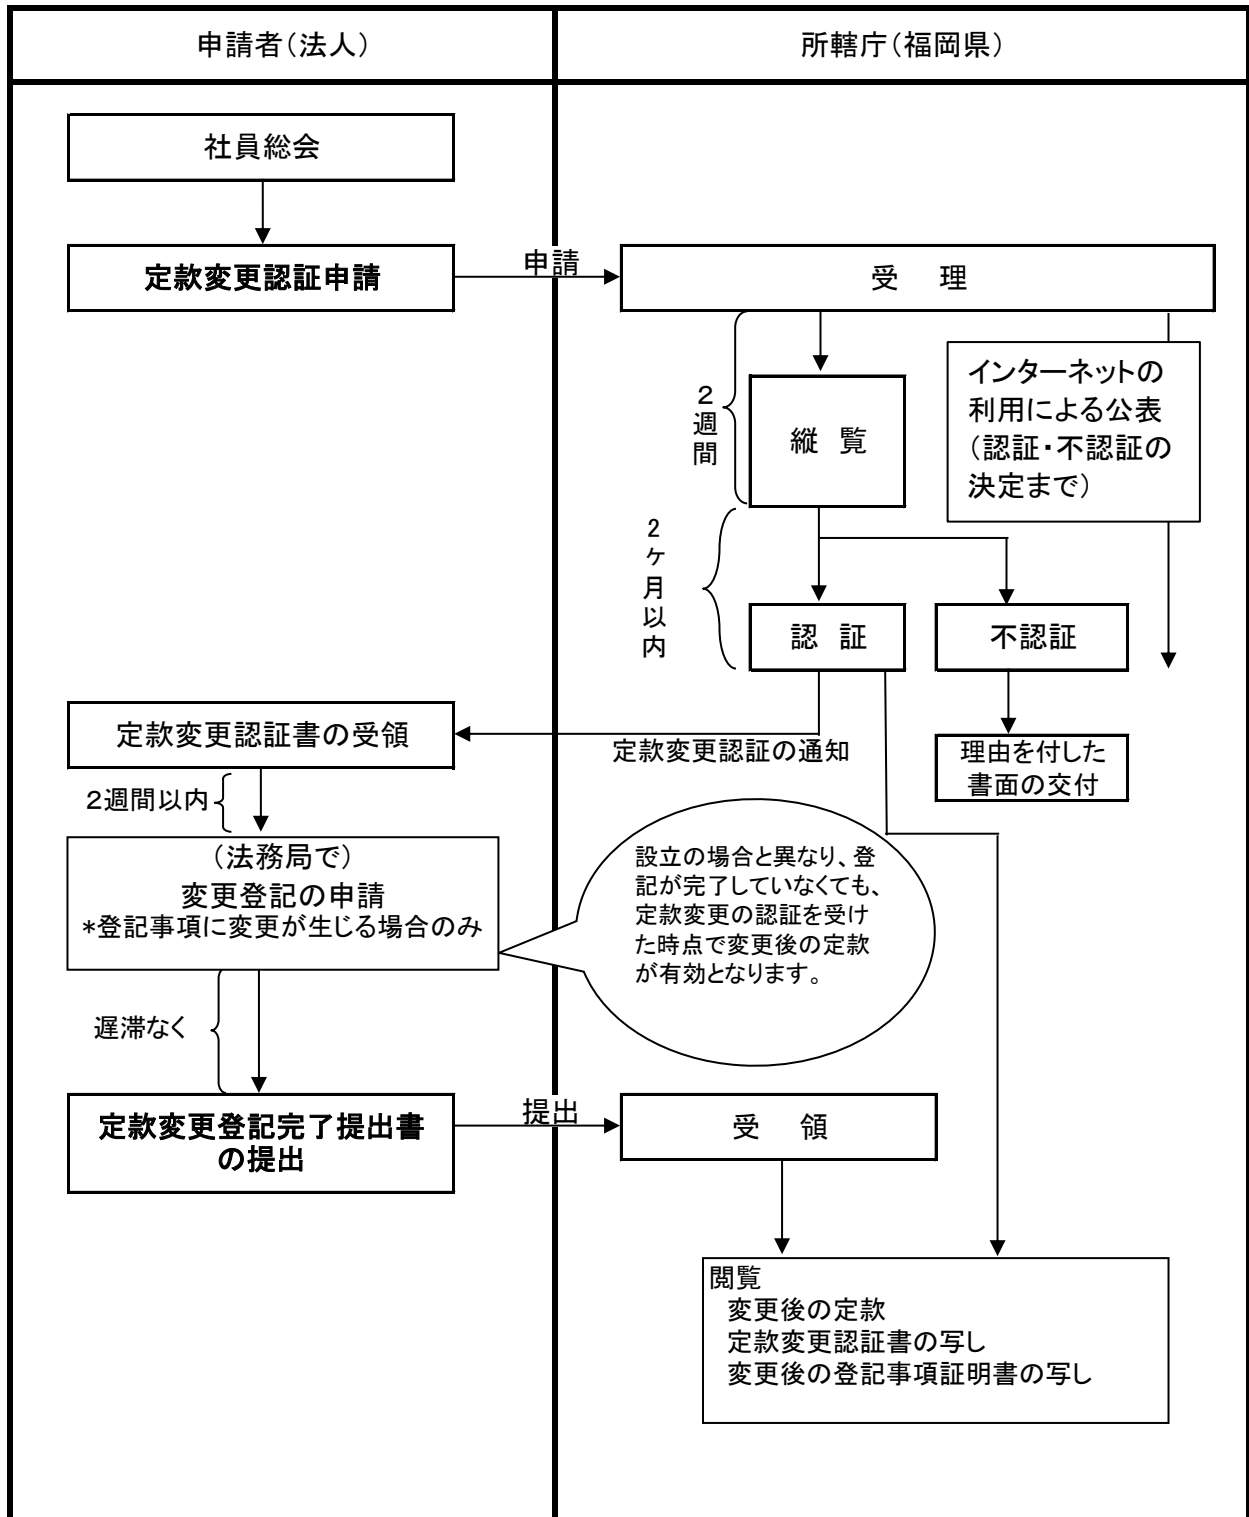 申請者(法人)
所轄庁(福岡県)
社員総会
定款変更認証申請
申請
受　理
2週間
縦 覧
インターネットの
利用による公表
(認証・不認証の
決定まで)
2ヶ月以内
認 証
不認証
定款変更認証書の受領
定款変更認証の通知
理由を付した
書面の交付
2週間以内
(法務局で)
変更登記の申請
*登記事項に変更が生じる場合のみ
設立の場合と異なり、登
記が完了していなくても、
定款変更の認証を受け
た時点で変更後の定款
が有効となります。
遅滞なく
定款変更登記完了提出書
の提出
提出
受　領
閲覧
変更後の定款
定款変更認証書の写し
変更後の登記事項証明書の写し